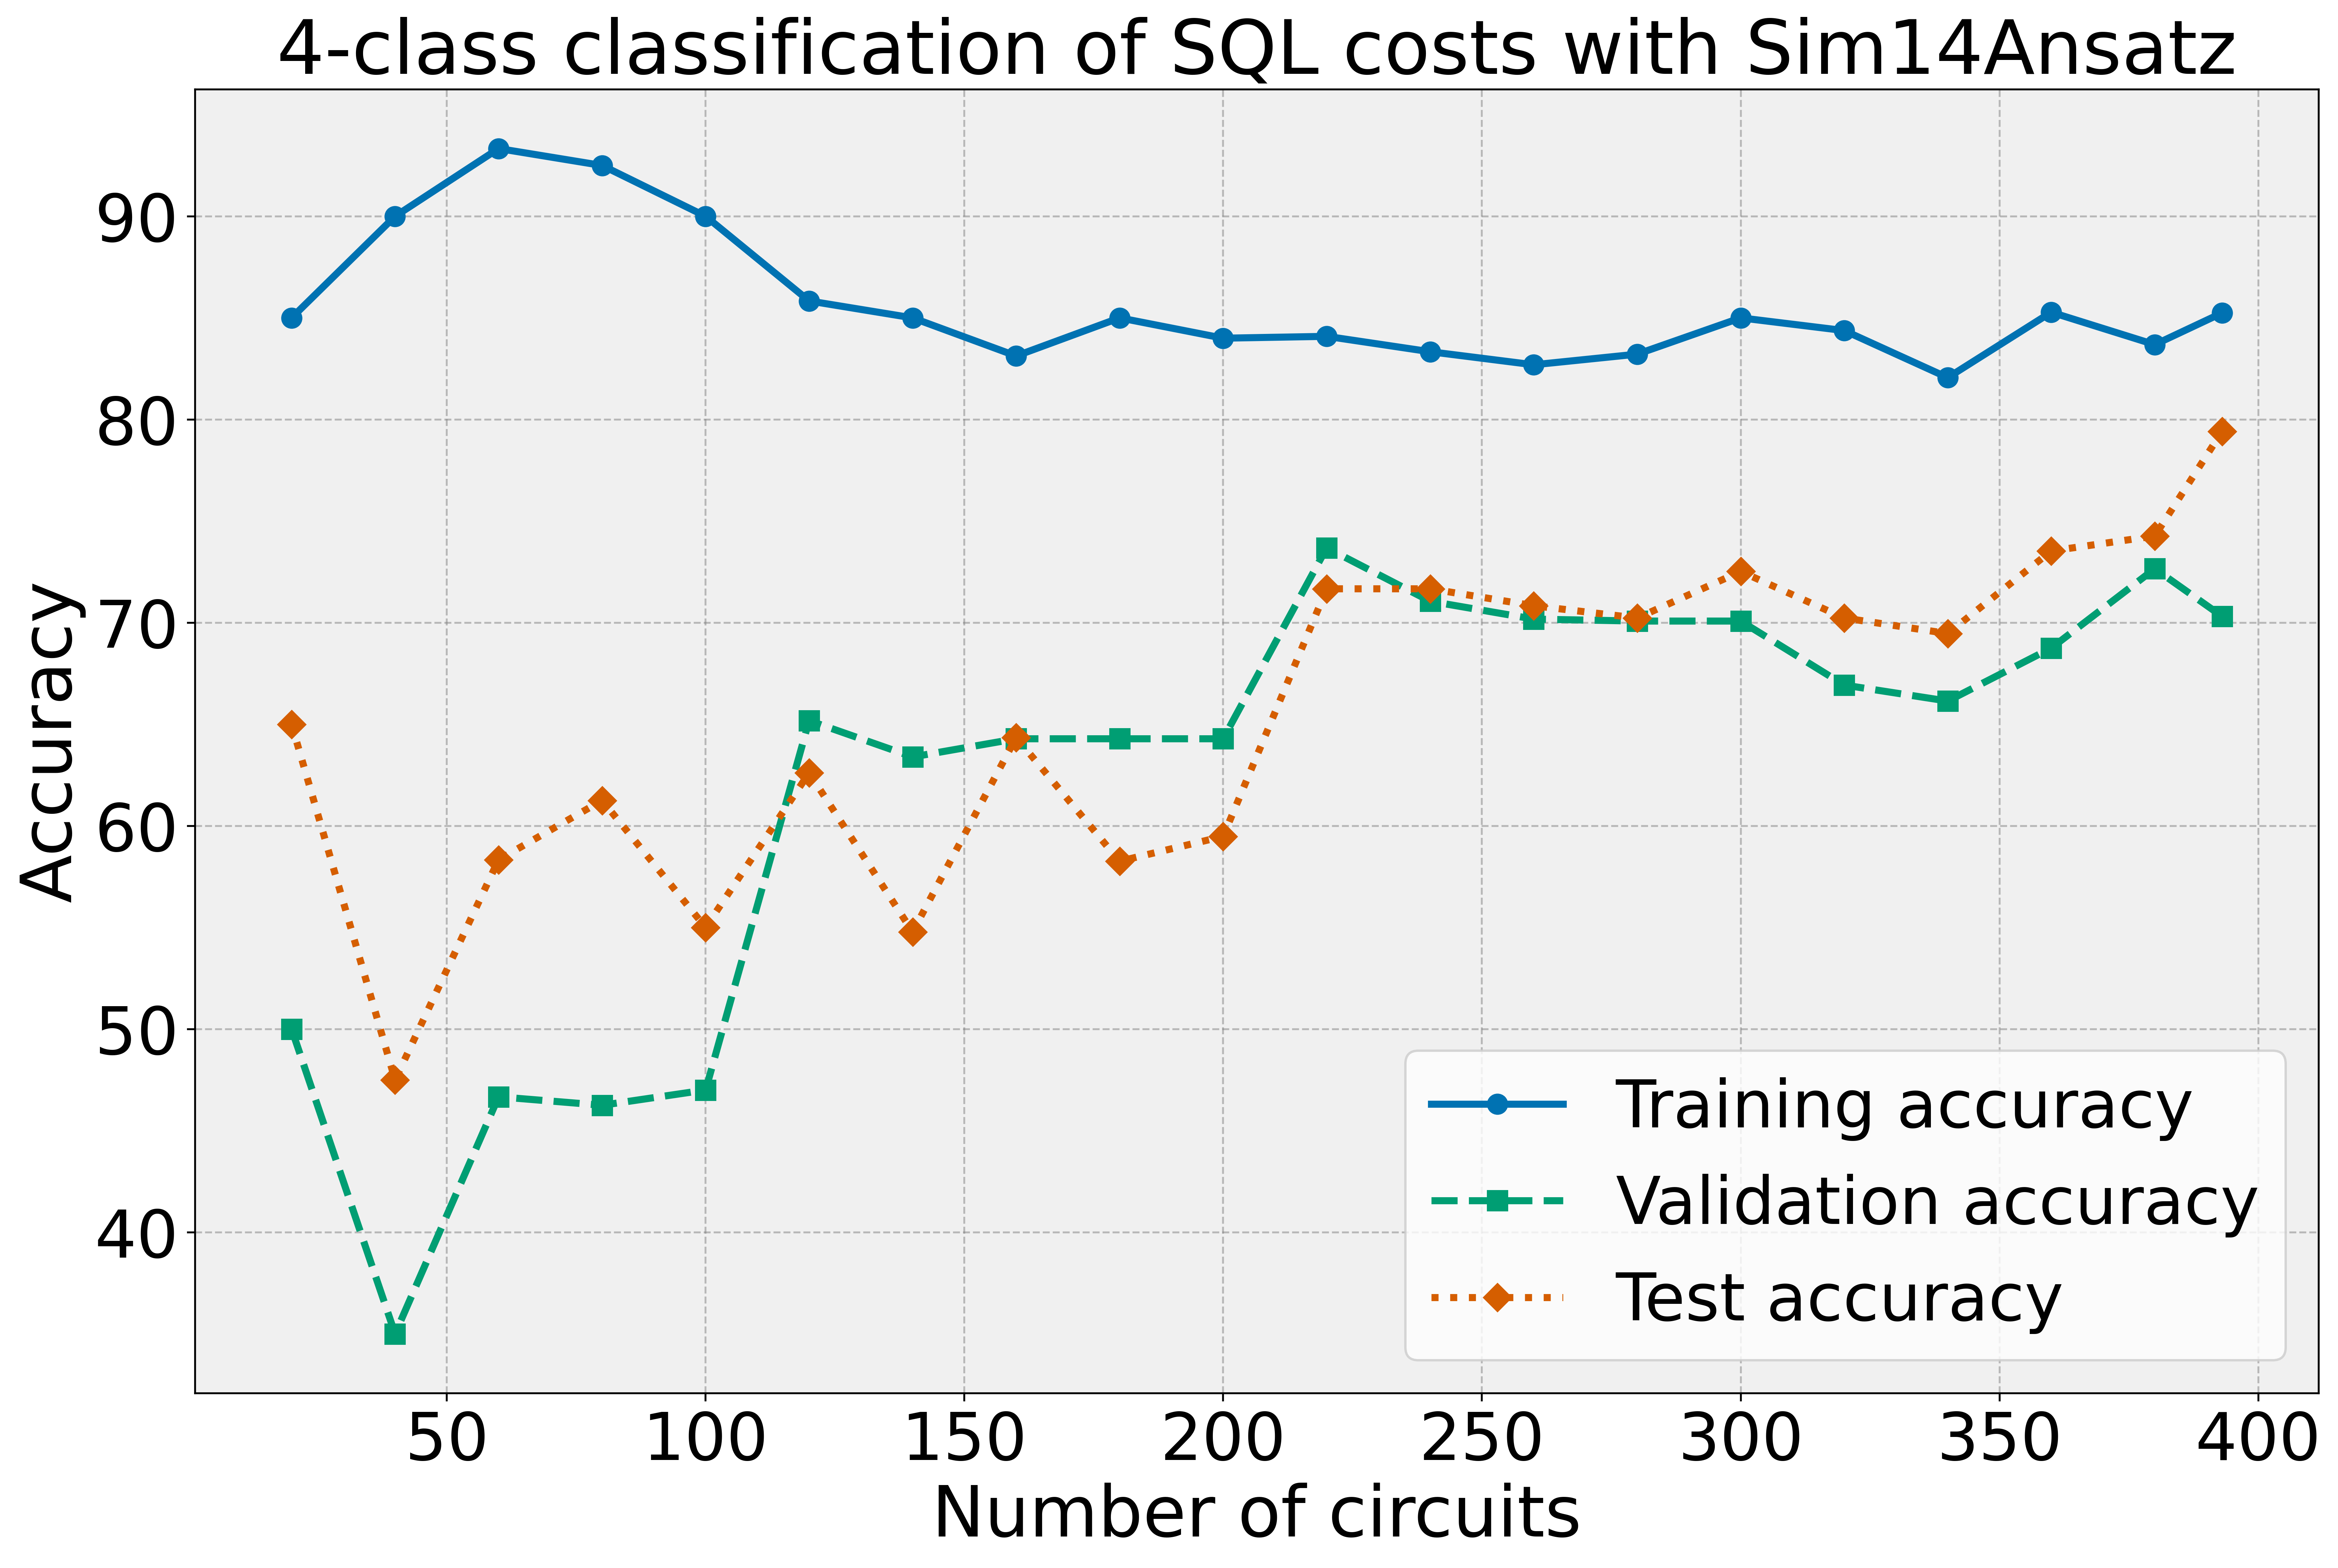 4-class classification of SQL costs with Sim14Ansatz
90
80
70
60
50
40
Accuracy
Training accuracy
Validation accuracy
Test accuracy
50 100 150 200 250 300 350 400
Number of circuits